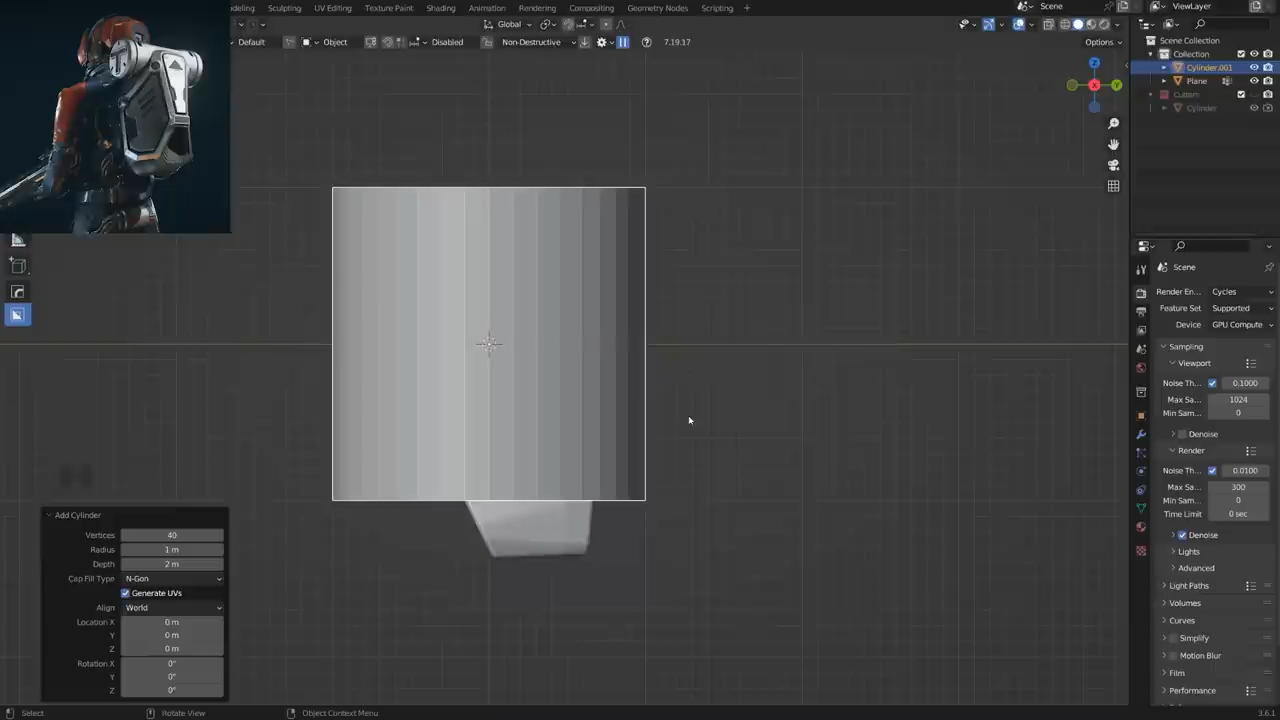 deling Sculpting UV Editing Texture Paint Shading Animation Rendering Compositing Geometry Nodes Scripting +
Scene
ViewLayer
Global
Default
Object
Disabled
Non-Destructive
7.19.17
Options
Scene Collection
Collection
Cylinder.001
Plane
Cutters
Cylinder
Z
X
Y
Scene
Render En... Cycles
Feature Set Supported
Device GPU Compute
Sampling
Viewport
Noise Th... 0.1000
Max Sa... 1024
Min Sam... 0
Denoise
Render
Noise Th... 0.0100
Max Sa... 300
Min Sam... 0
Time Limit 0 sec
Denoise
Lights
Advanced
Light Paths
Volumes
Curves
Simplify
Motion Blur
Film
Performance
Add Cylinder
Vertices 40
Radius 1 m
Depth 2 m
Cap Fill Type N-Gon
Generate UVs
Align World
Location X 0 m
Y 0 m
Z 0 m
Rotation X 0°
Y 0°
Z 0°
Select
Rotate View
Object Context Menu
3.6.1